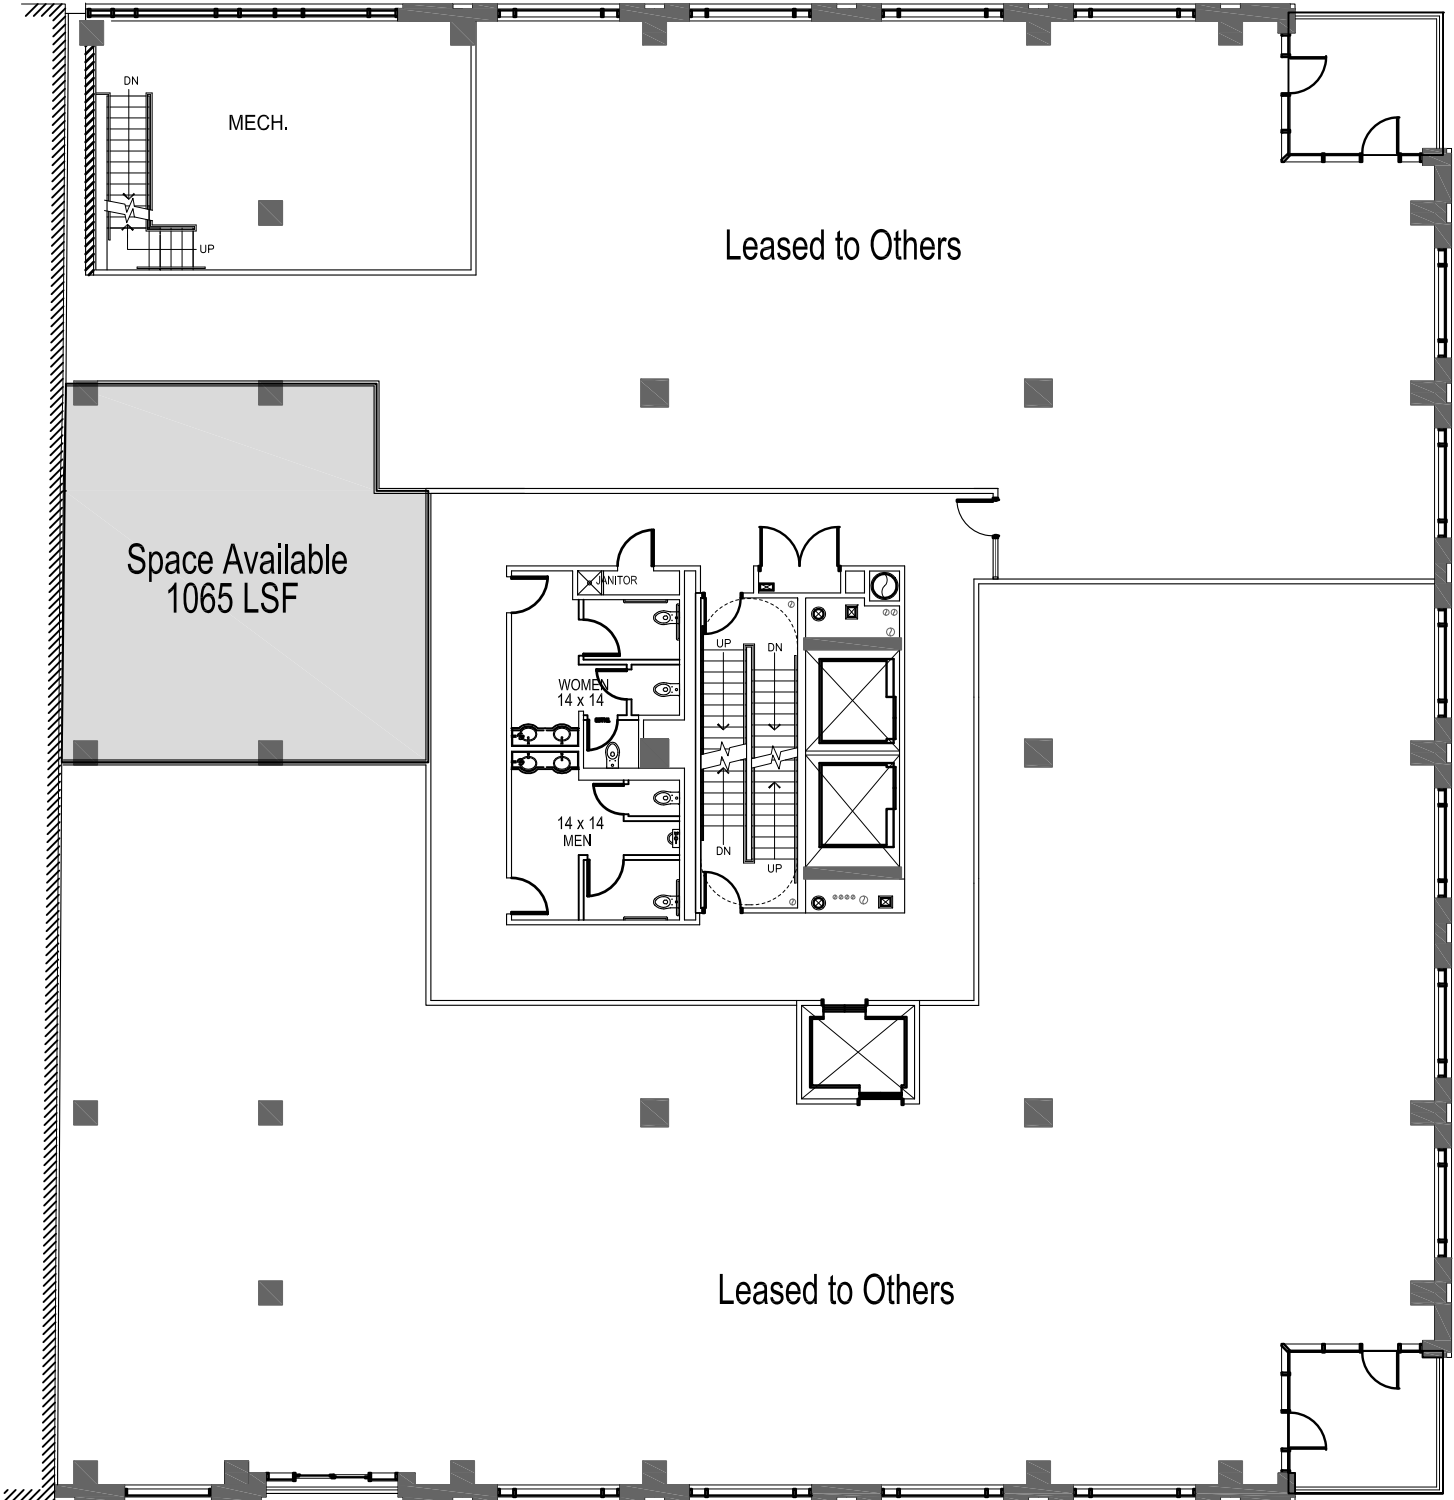 DN
MECH.
UP
Leased to Others
Space Available
1065 LSF
JANITOR
UP
DN
WOMEN
14 x 14
14 x 14
MEN
DN
UP
Leased to Others